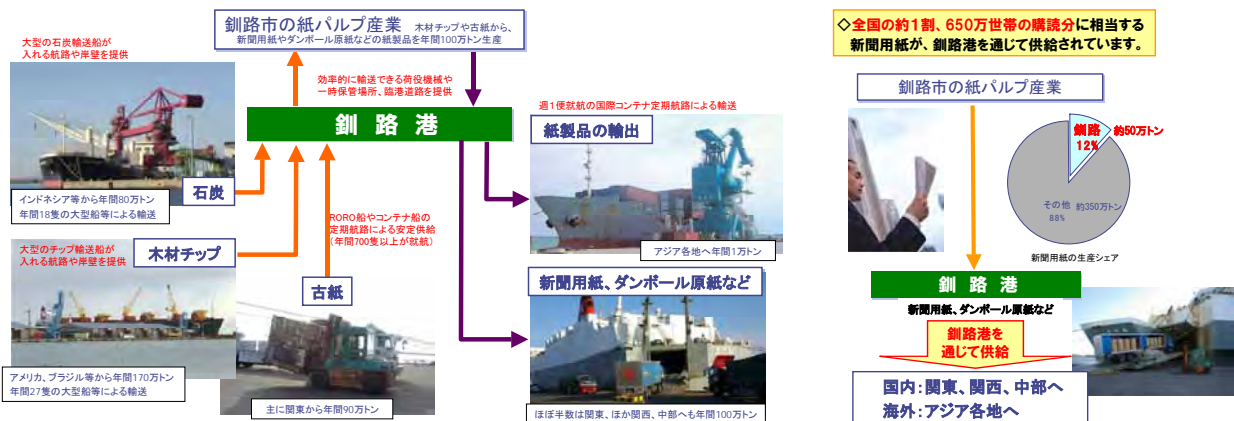 釧路市の紙パルプ産業 木材チップや古紙から、
新聞用紙やダンボール原紙などの紙製品を年間100万トン生産
大型の石炭輸送船が
入れる航路や岸壁を提供
効率的に輸送できる荷役機械や
一時保管場所、臨港道路を提供
釧路港
石炭
インドネシア等から年間80万トン
年間18隻の大型船等による輸送
大型のチップ輸送船が
入れる航路や岸壁を提供
木材チップ
アメリカ、ブラジル等から年間170万トン
年間27隻の大型船等による輸送
RORO船やコンテナ船の
定期航路による安定供給
(年間700隻以上が就航)
古紙
主に関東から年間90万トン
週1便就航の国際コンテナ定期航路による輸送
紙製品の輸出
アジア各地へ年間1万トン
新聞用紙、ダンボール原紙など
ほぼ半数は関東、ほか関西、中部へも年間100万トン
◇全国の約1割、650万世帯の購読分に相当する
新聞用紙が、釧路港を通じて供給されています。
釧路市の紙パルプ産業
釧路
12%
約50万トン
その他 約350万トン
88%
新聞用紙の生産シェア
釧路港
新聞用紙、ダンボール原紙など
釧路港を
通じて供給
国内:関東、関西、中部へ
海外:アジア各地へ